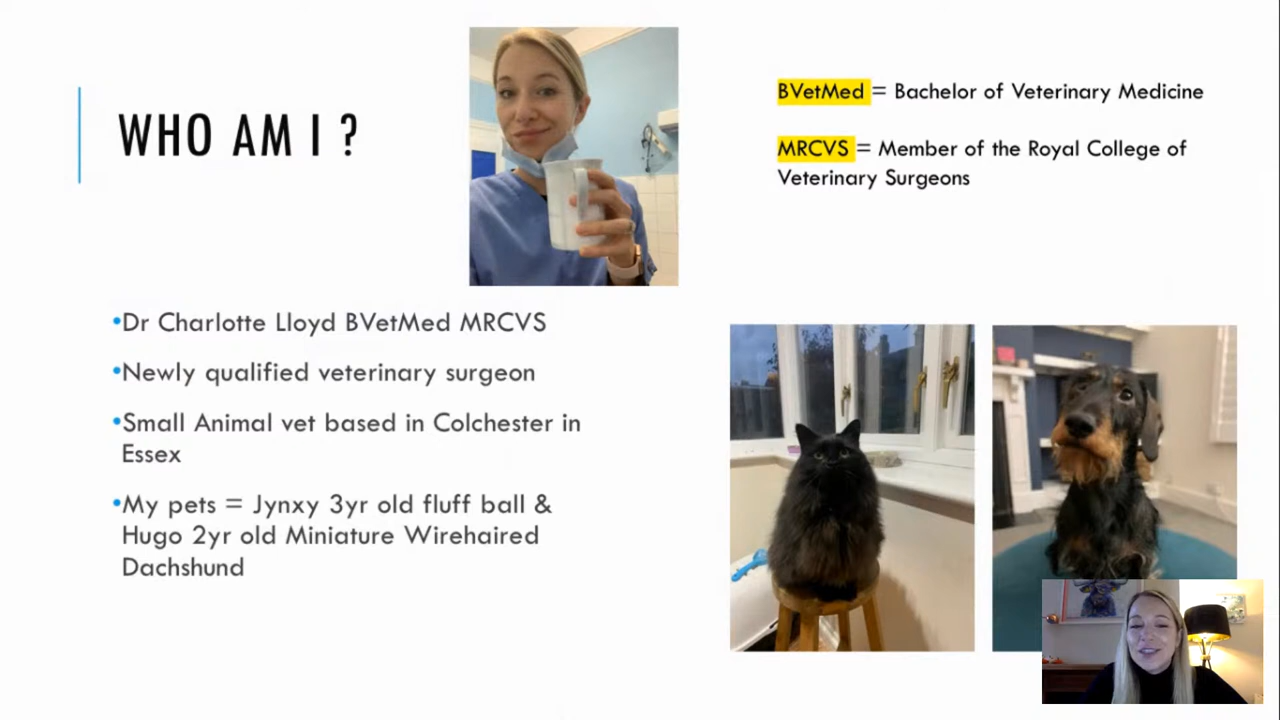 WHO AM I ?
BVetMed = Bachelor of Veterinary Medicine
MRCVS = Member of the Royal College of
Veterinary Surgeons
•Dr Charlotte Lloyd BVetMed MRCVS
•Newly qualified veterinary surgeon
•Small Animal vet based in Colchester in
Essex
•My pets = Jynxy 3yr old fluff ball &
Hugo 2yr old Miniature Wirehaired
Dachshund